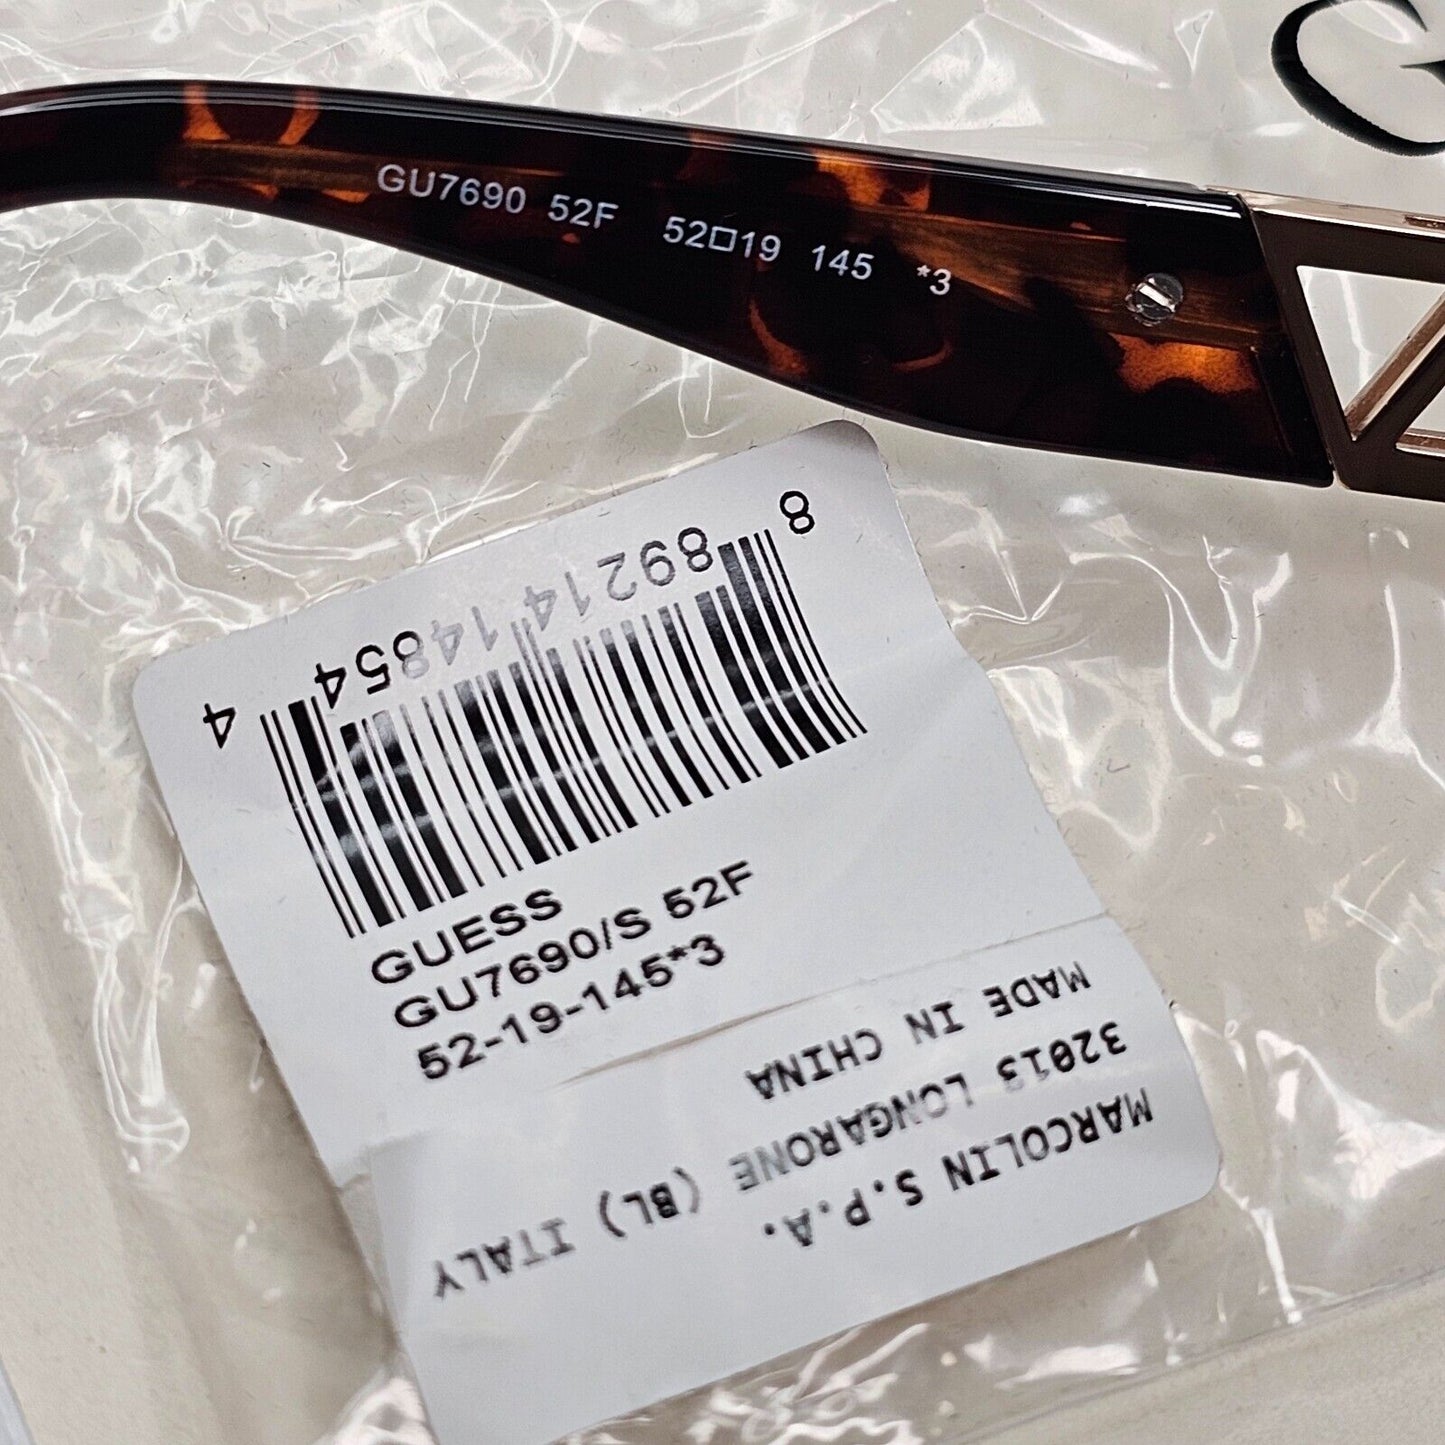 G
GU7690 52F 52□19 145 *3
8 89214 14854 4
GUESS
GU7690/S 52F
52-19-145*3
MARCOLIN S.P.A.
32013 LONGARONE (BL) ITALY
MADE IN CHINA